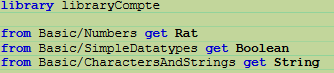 library libraryCompte
from Basic/Numbers get Rat
from Basic/SimpleDatatypes get Boolean
from Basic/CharactersAndStrings get String